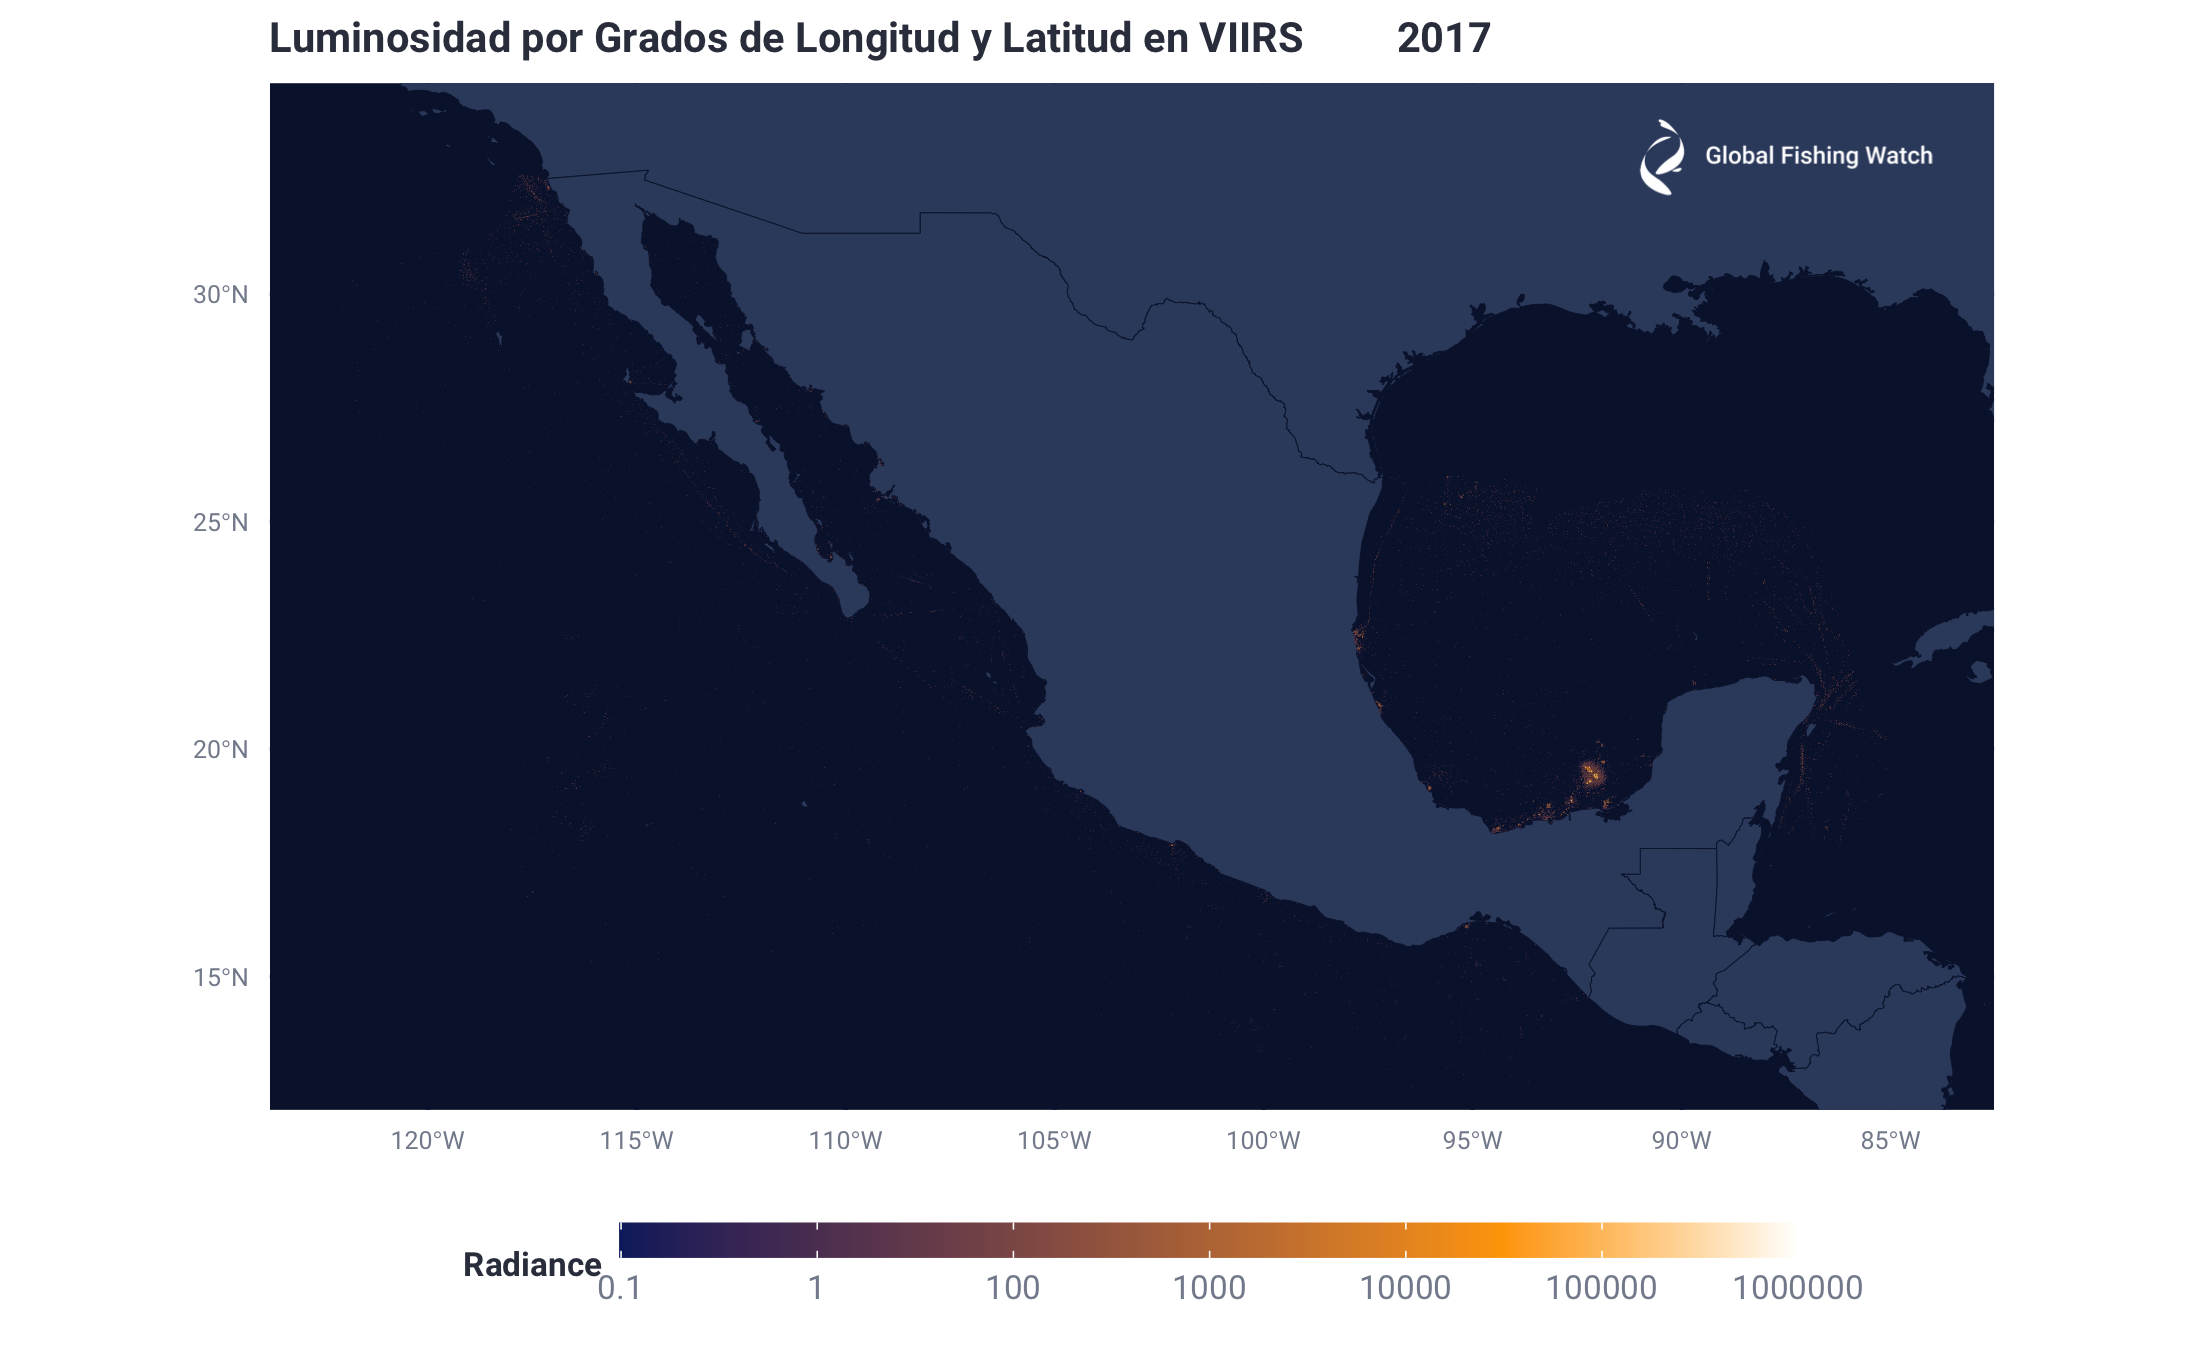 Luminosidad por Grados de Longitud y Latitud en VIIRS 2017
Global Fishing Watch
30°N
25°N
20°N
15°N
120°W 115°W 110°W 105°W 100°W 95°W 90°W 85°W
Radiance
0.1 1 100 1000 10000 100000 1000000